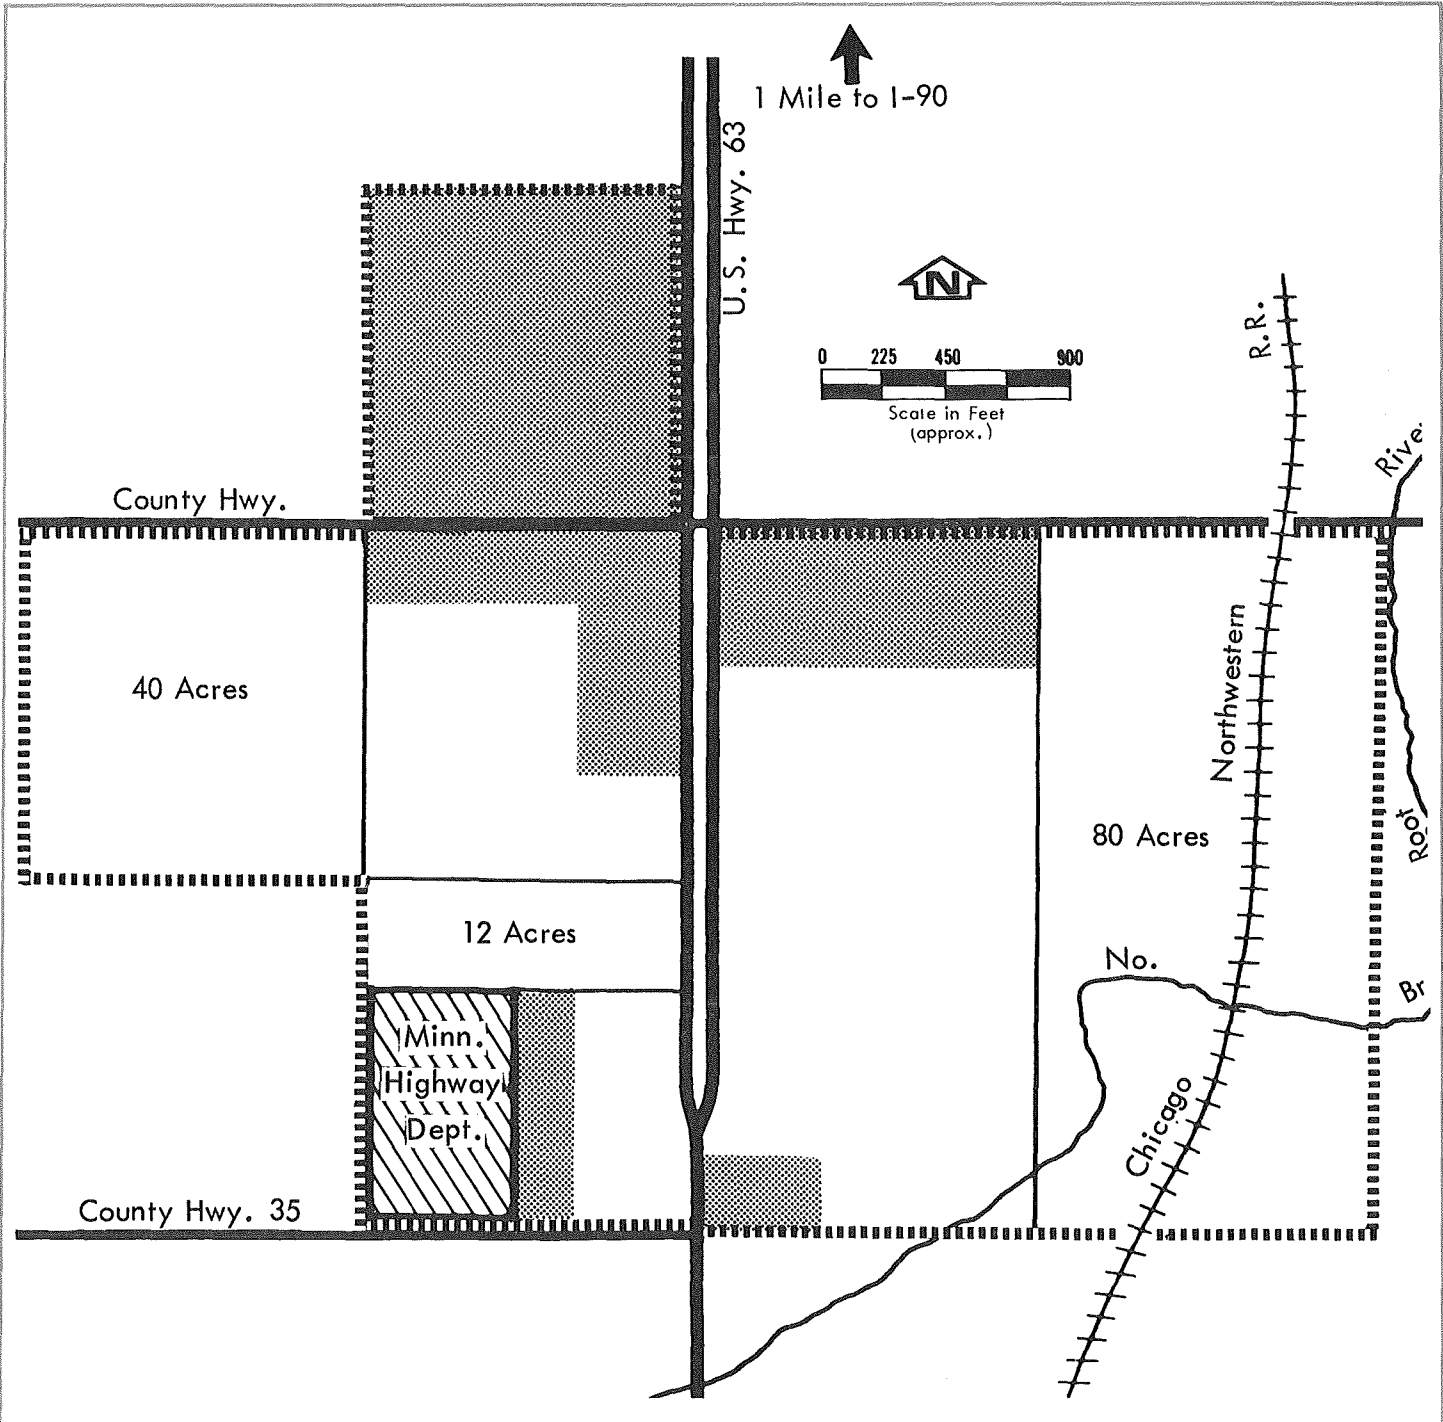 1 Mile to I-90
U.S. Hwy. 63
N
0 225 450 900
Scale in Feet
(approx.)
R.R.
County Hwy.
40 Acres
Northwestern
80 Acres
Root
12 Acres
No.
Br
Minn.
Highway
Dept.
Chicago
County Hwy. 35